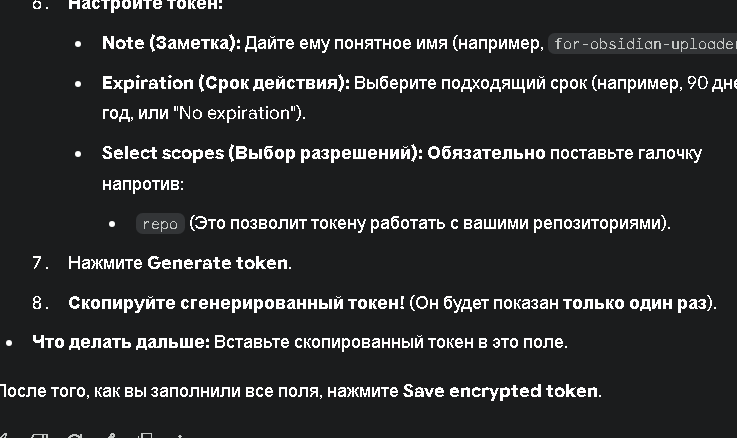 6. Настройте токен:
• Note (Заметка): Дайте ему понятное имя (например, for-obsidian-uploader
• Expiration (Срок действия): Выберите подходящий срок (например, 90 дне
год, или "No expiration").
• Select scopes (Выбор разрешений): Обязательно поставьте галочку
напротив:
• repo (Это позволит токену работать с вашими репозиториями).
7. Нажмите Generate token.
8. Скопируйте сгенерированный токен! (Он будет показан только один раз).
• Что делать дальше: Вставьте скопированный токен в это поле.
После того, как вы заполнили все поля, нажмите Save encrypted token.